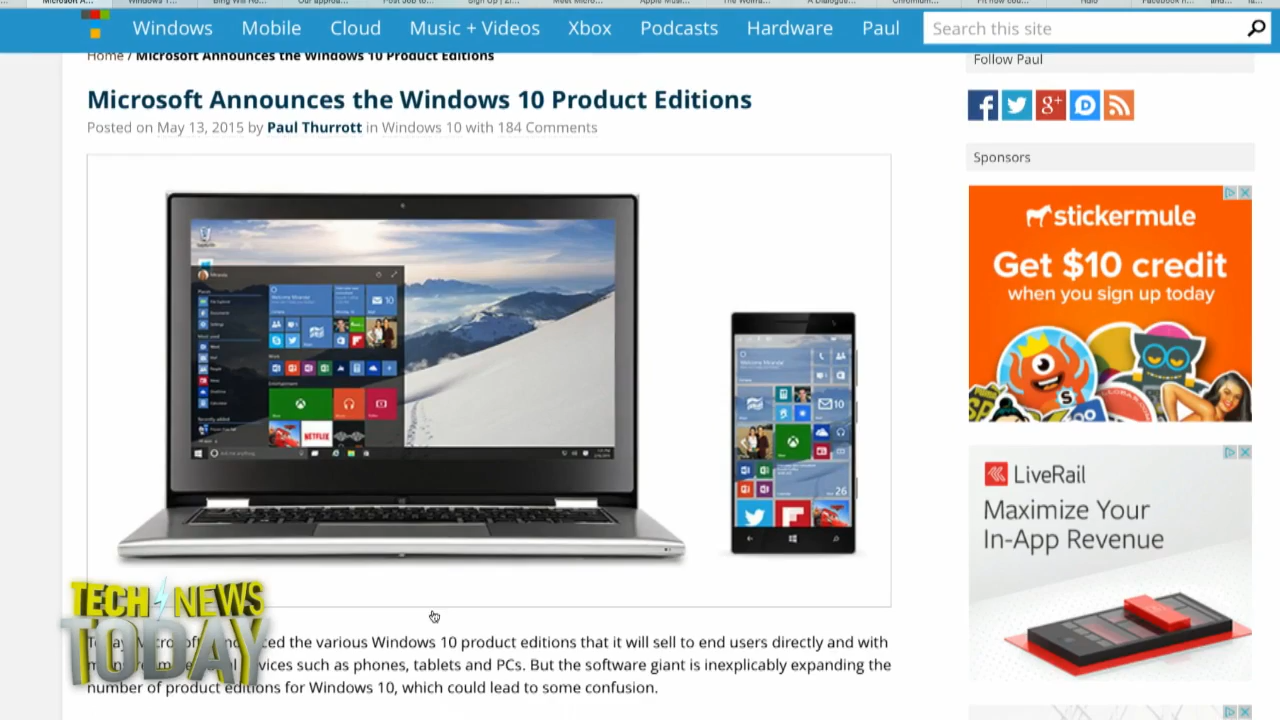 Windows Mobile Cloud Music + Videos Xbox Podcasts Hardware Paul Search this site
Home / Microsoft Announces the Windows 10 Product Editions
Microsoft Announces the Windows 10 Product Editions
Posted on May 13, 2015 by Paul Thurrott in Windows 10 with 184 Comments
Follow Paul
Sponsors
stickermule
Get $10 credit
when you sign up today
LiveRail
Maximize Your
In-App Revenue
NETFLIX
10
10
26
TECH NEWS
TODAY
the various Windows 10 product editions that it will sell to end users directly and with
such as phones, tablets and PCs. But the software giant is inexplicably expanding the
number of product editions for Windows 10, which could lead to some confusion.